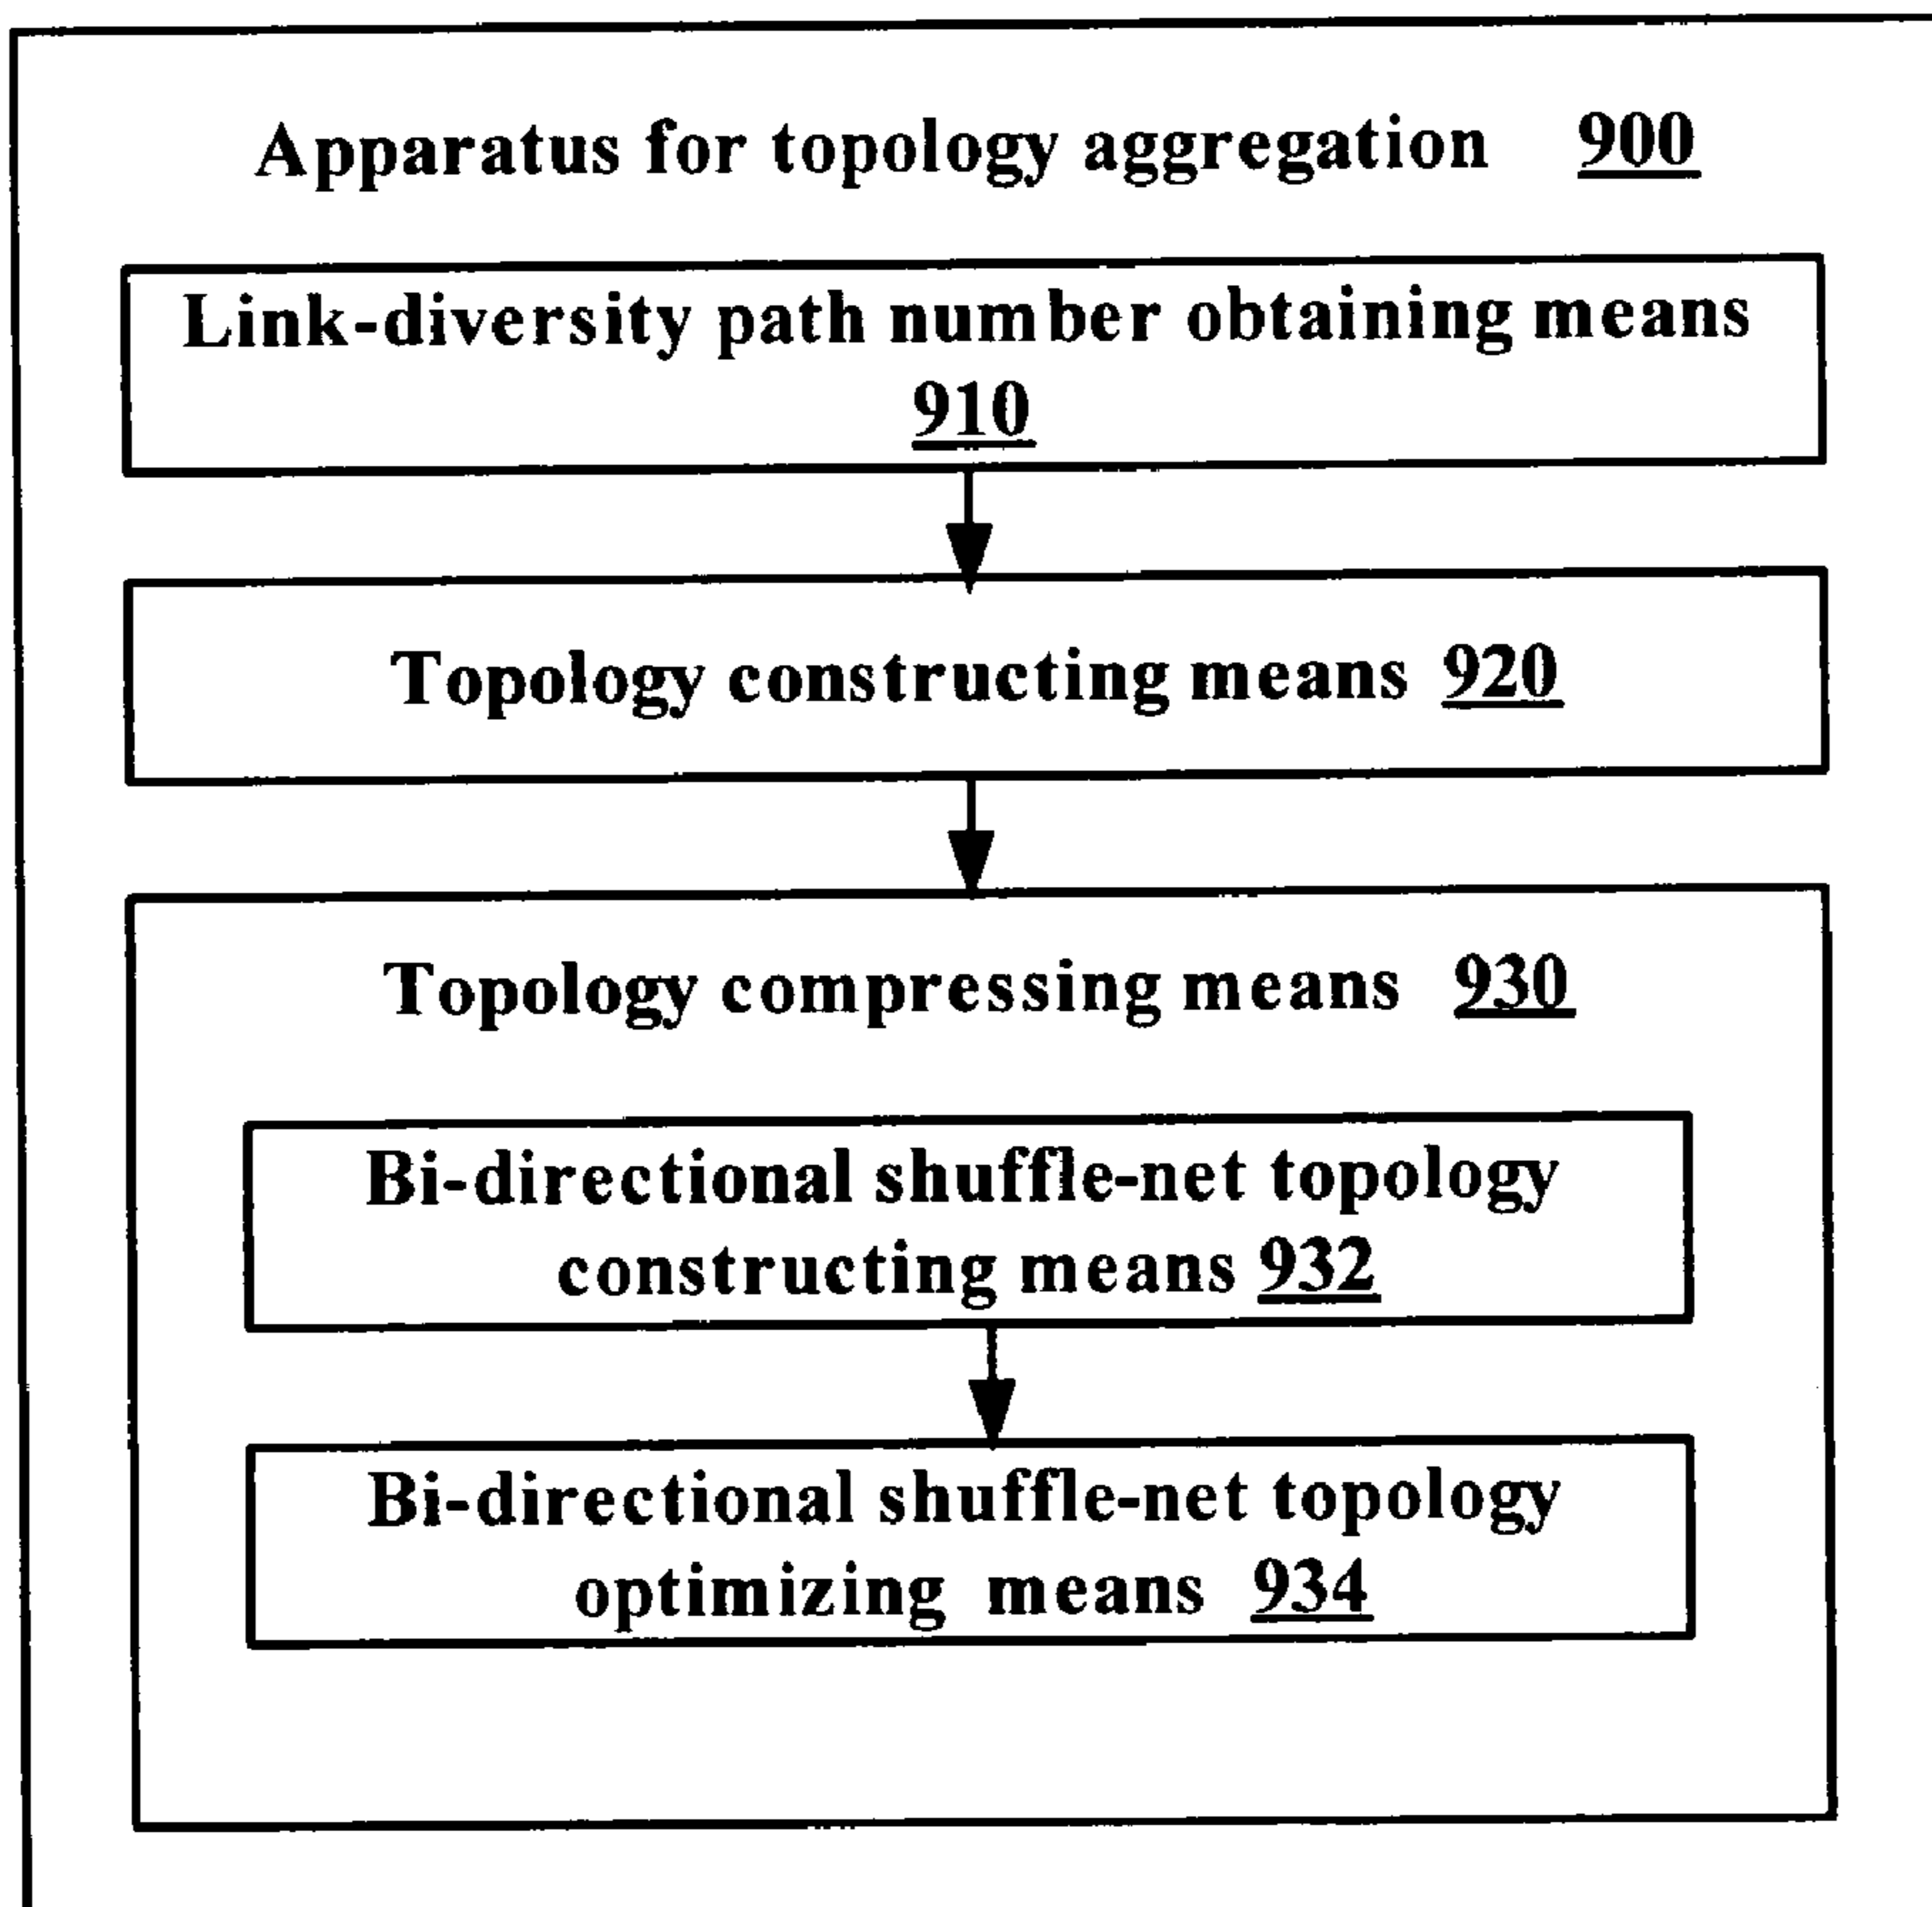 Apparatus for topology aggregation 900
Link-diversity path number obtaining means
910
Topology constructing means 920
Topology compressing means 930
Bi-directional shuffle-net topology
constructing means 932
Bi-directional shuffle-net topology
optimizing means 934